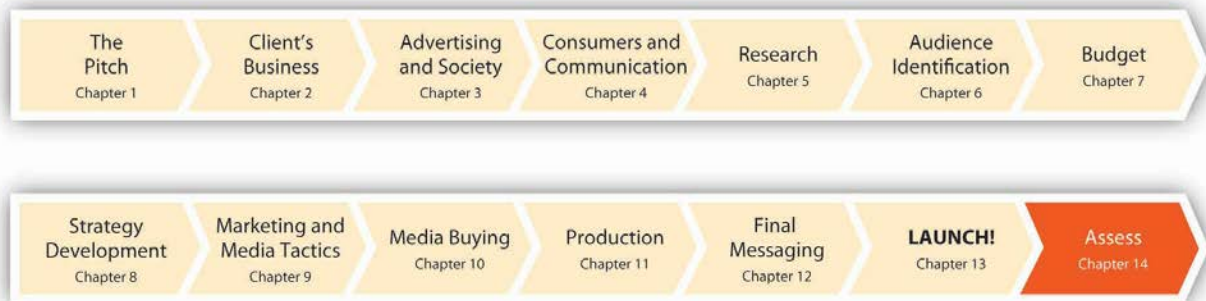 The
Pitch
Chapter 1
Client's
Business
Chapter 2
Advertising
and Society
Chapter 3
Consumers and
Communication
Chapter 4
Research
Chapter 5
Audience
Identification
Chapter 6
Budget
Chapter 7
Strategy
Development
Chapter 8
Marketing and
Media Tactics
Chapter 9
Media Buying
Chapter 10
Production
Chapter 11
Final
Messaging
Chapter 12
LAUNCH!
Chapter 13
Assess
Chapter 14